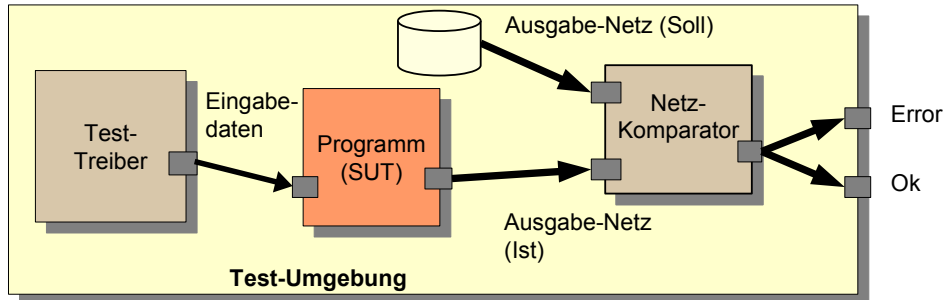 Ausgabe-Netz (Soll)
Test-
Treiber
Eingabe-
daten
Programm
(SUT)
Netz-
Komparator
Error
Ok
Ausgabe-Netz
(Ist)
Test-Umgebung